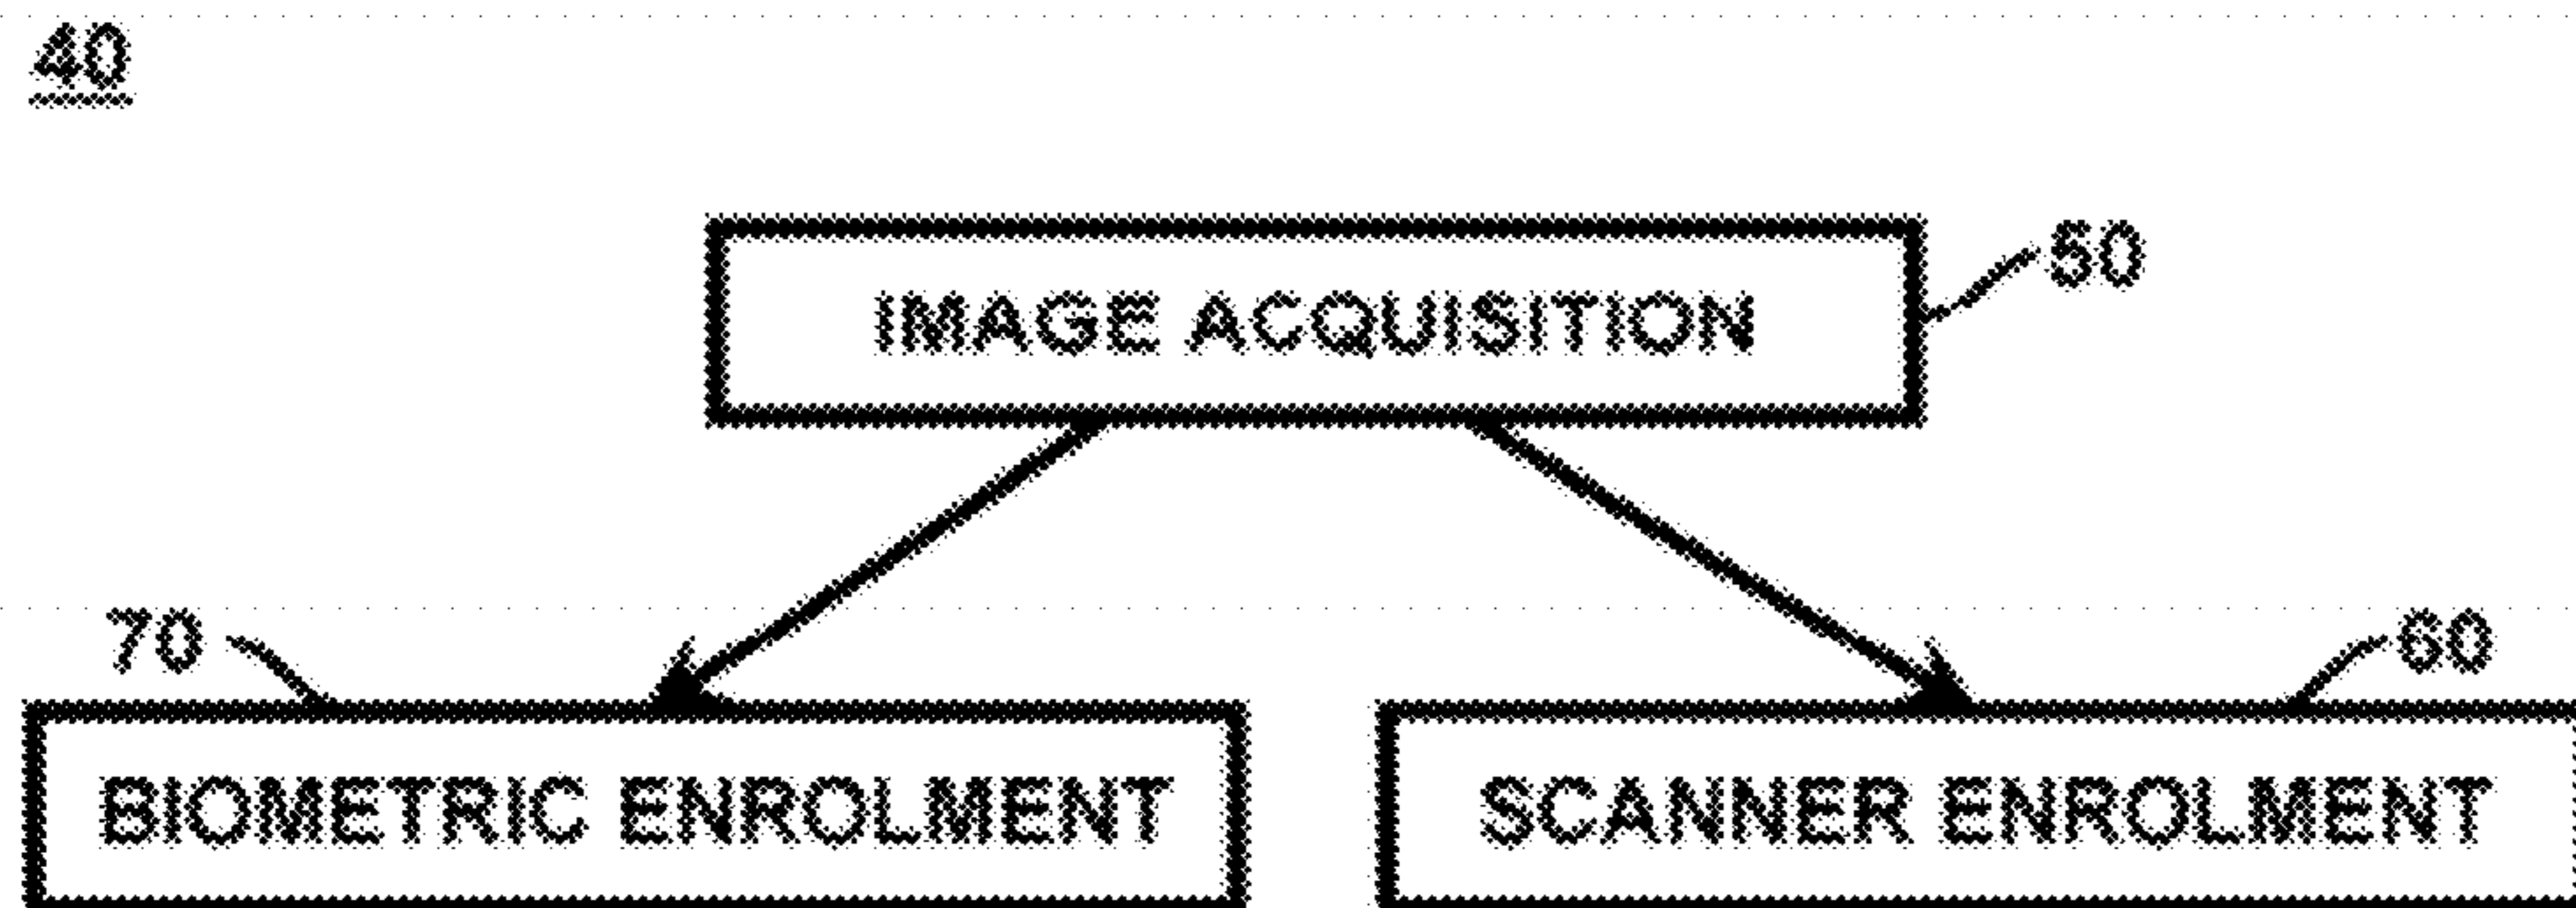 40
50
IMAGE ACQUISITION
70
60
BIOMETRIC ENROLMENT
SCANNER ENROLMENT